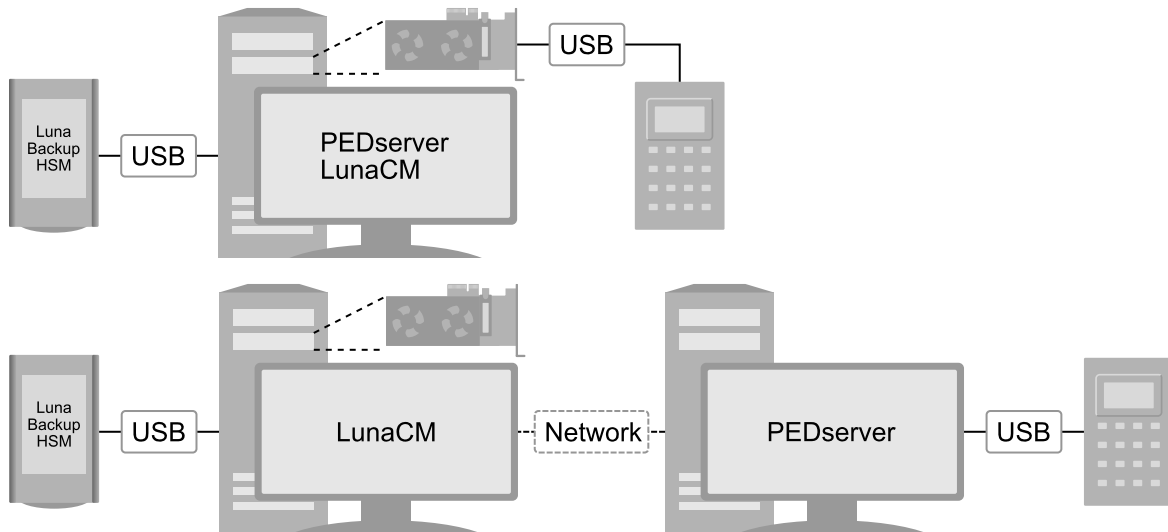 USB
Luna
Backup
HSM
USB
PEDserver
LunaCM
Luna
Backup
HSM
USB
LunaCM
Network
PEDserver
USB